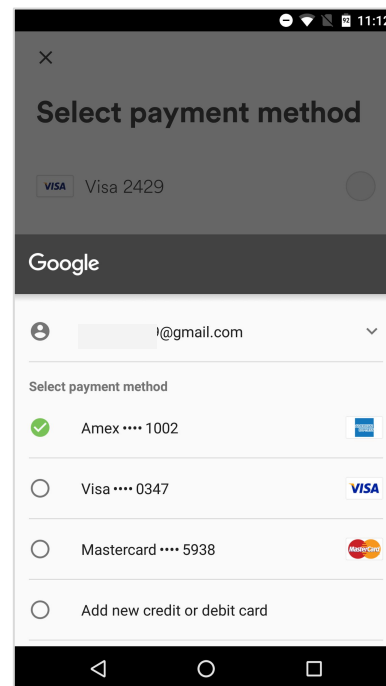 92 11:12
Select payment method
VISA Visa 2429
Google
@gmail.com
Select payment method
Amex •••• 1002
Visa •••• 0347 VISA
Mastercard •••• 5938 MasterCard
Add new credit or debit card